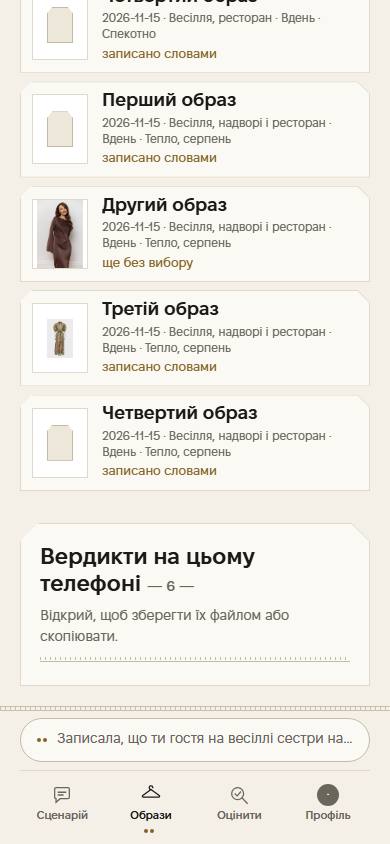 Четвертий образ
2026-11-15 · Весілля, ресторан · Вдень ·
Спекотно
записано словами
Перший образ
2026-11-15 · Весілля, надворі і ресторан ·
Вдень · Тепло, серпень
записано словами
Другий образ
2026-11-15 · Весілля, надворі і ресторан ·
Вдень · Тепло, серпень
ще без вибору
Третій образ
2026-11-15 · Весілля, надворі і ресторан ·
Вдень · Тепло, серпень
записано словами
Четвертий образ
2026-11-15 · Весілля, надворі і ресторан ·
Вдень · Тепло, серпень
записано словами
Вердикти на цьому
телефоні — 6 —
Відкрий, щоб зберегти їх файлом або
скопіювати.
Записала, що ти гостя на весіллі сестри на...
Сценарій
Образи
Оцінити
Профіль